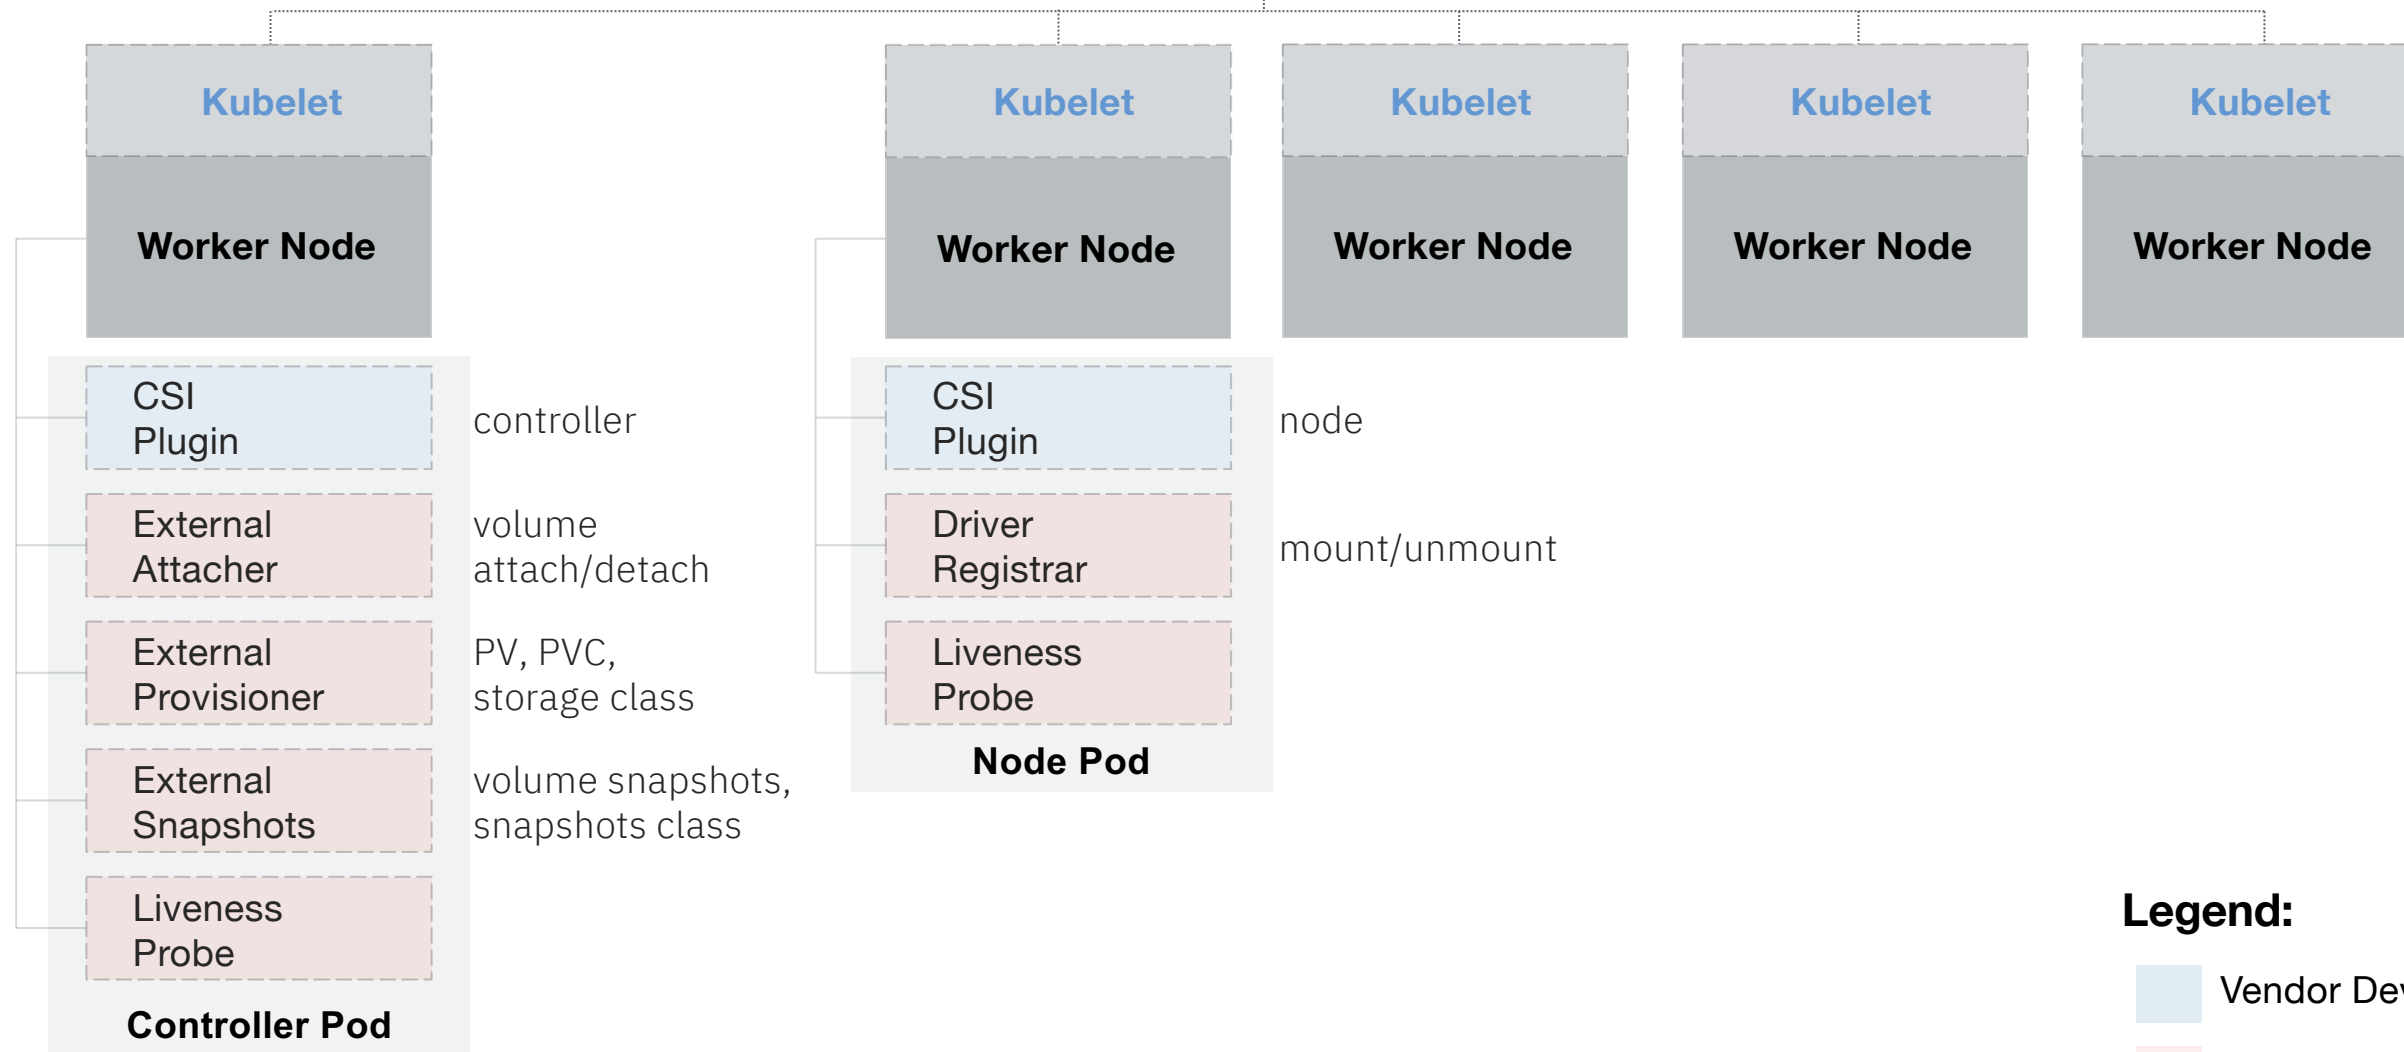 Kubelet
Kubelet
Kubelet
Kubelet
Kubelet
Worker Node
Worker Node
Worker Node
Worker Node
Worker Node
CSI
Plugin
controller
External
Attacher
volume
attach/detach
External
Provisioner
PV, PVC,
storage class
External
Snapshots
volume snapshots,
snapshots class
Liveness
Probe
Controller Pod
CSI
Plugin
node
Driver
Registrar
mount/unmount
Liveness
Probe
Node Pod
Legend:
Vendor